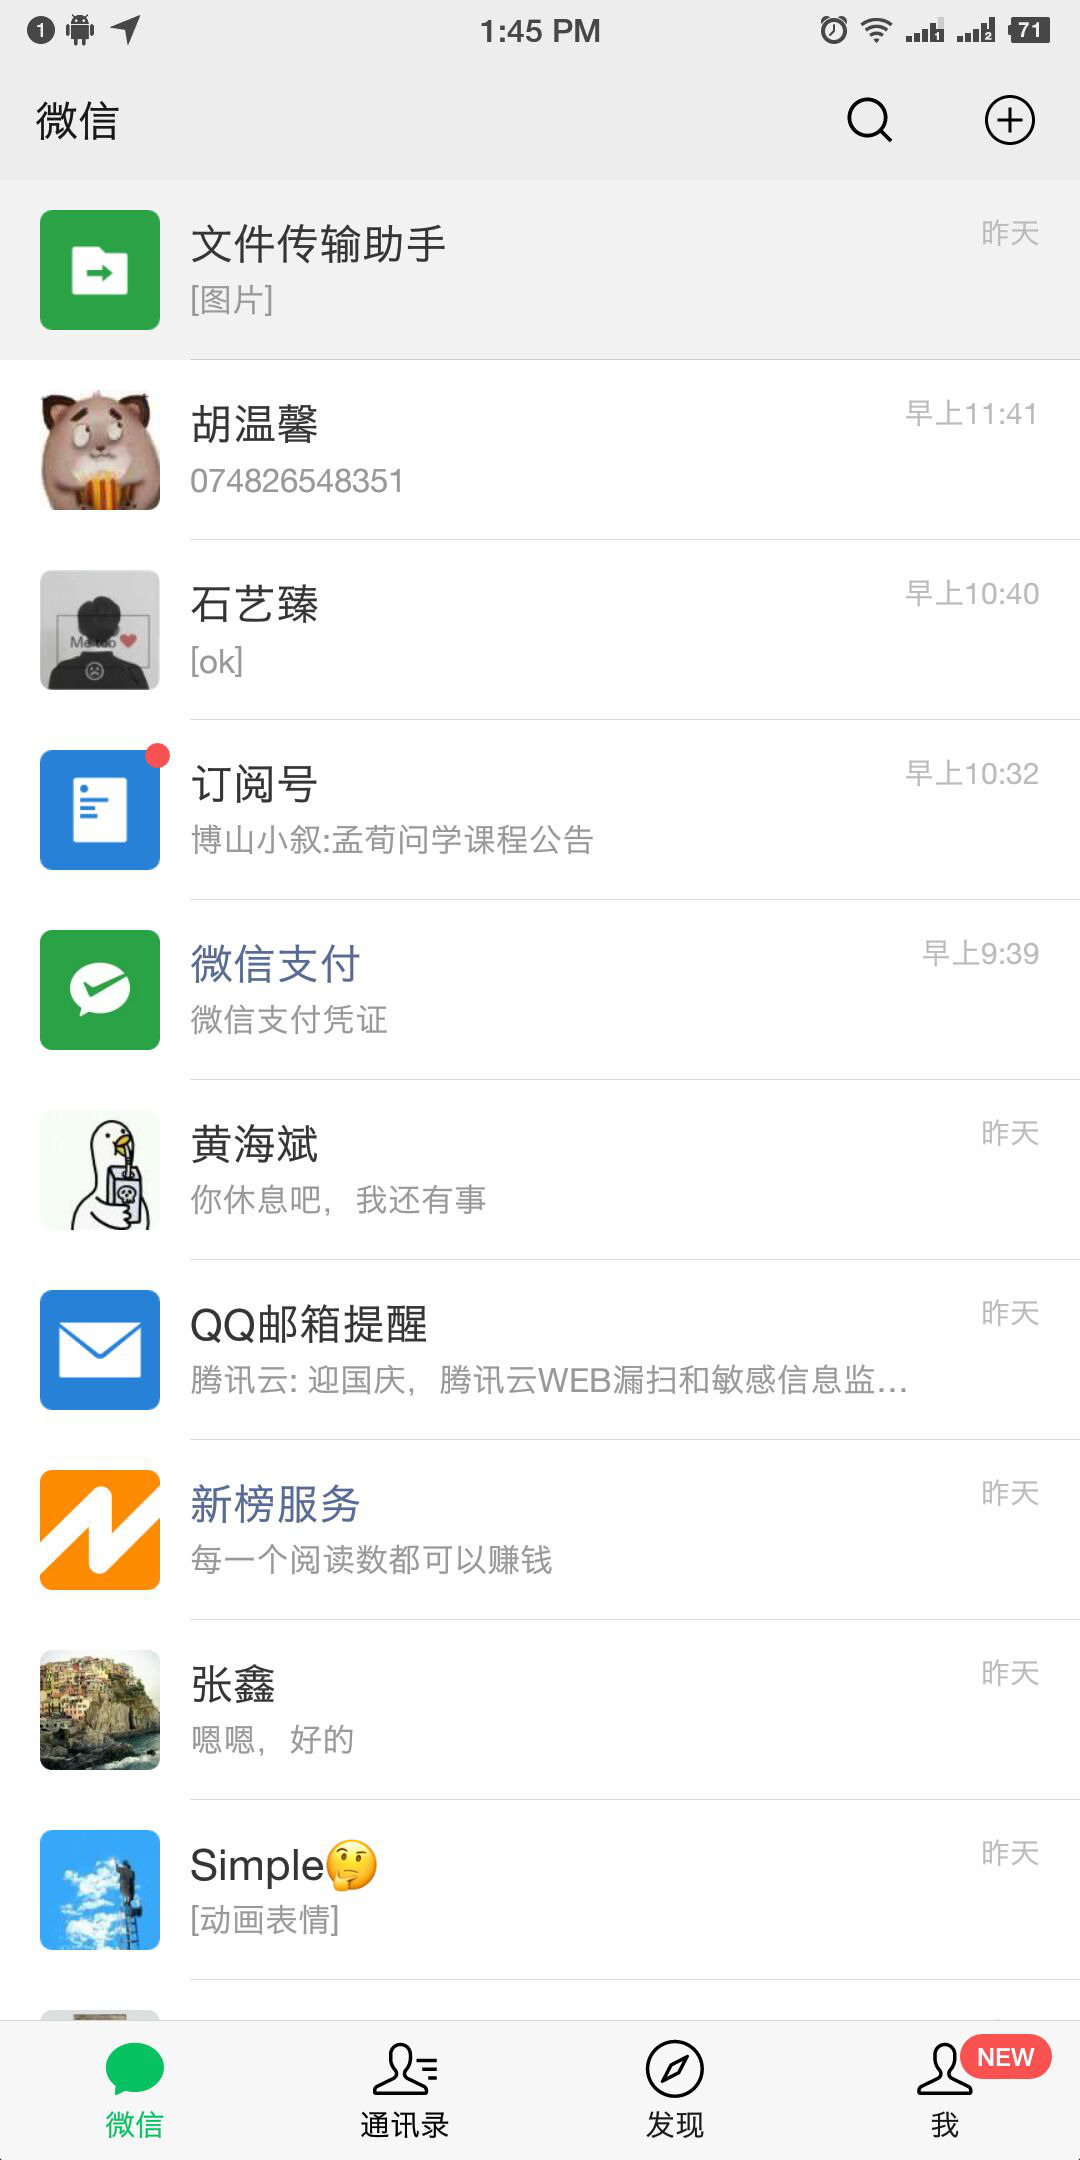 1
1:45 PM
1
2
71
微信
文件传输助手
昨天
[图片]
胡温馨
早上11:41
074826548351
石艺臻
早上10:40
Me too
[ok]
订阅号
早上10:32
博山小叙:孟荀问学课程公告
微信支付
早上9:39
微信支付凭证
黄海斌
昨天
你休息吧，我还有事
QQ邮箱提醒
昨天
腾讯云: 迎国庆，腾讯云WEB漏扫和敏感信息监...
新榜服务
昨天
每一个阅读数都可以赚钱
张鑫
昨天
嗯嗯，好的
Simple🤔
昨天
[动画表情]
NEW
微信
通讯录
发现
我